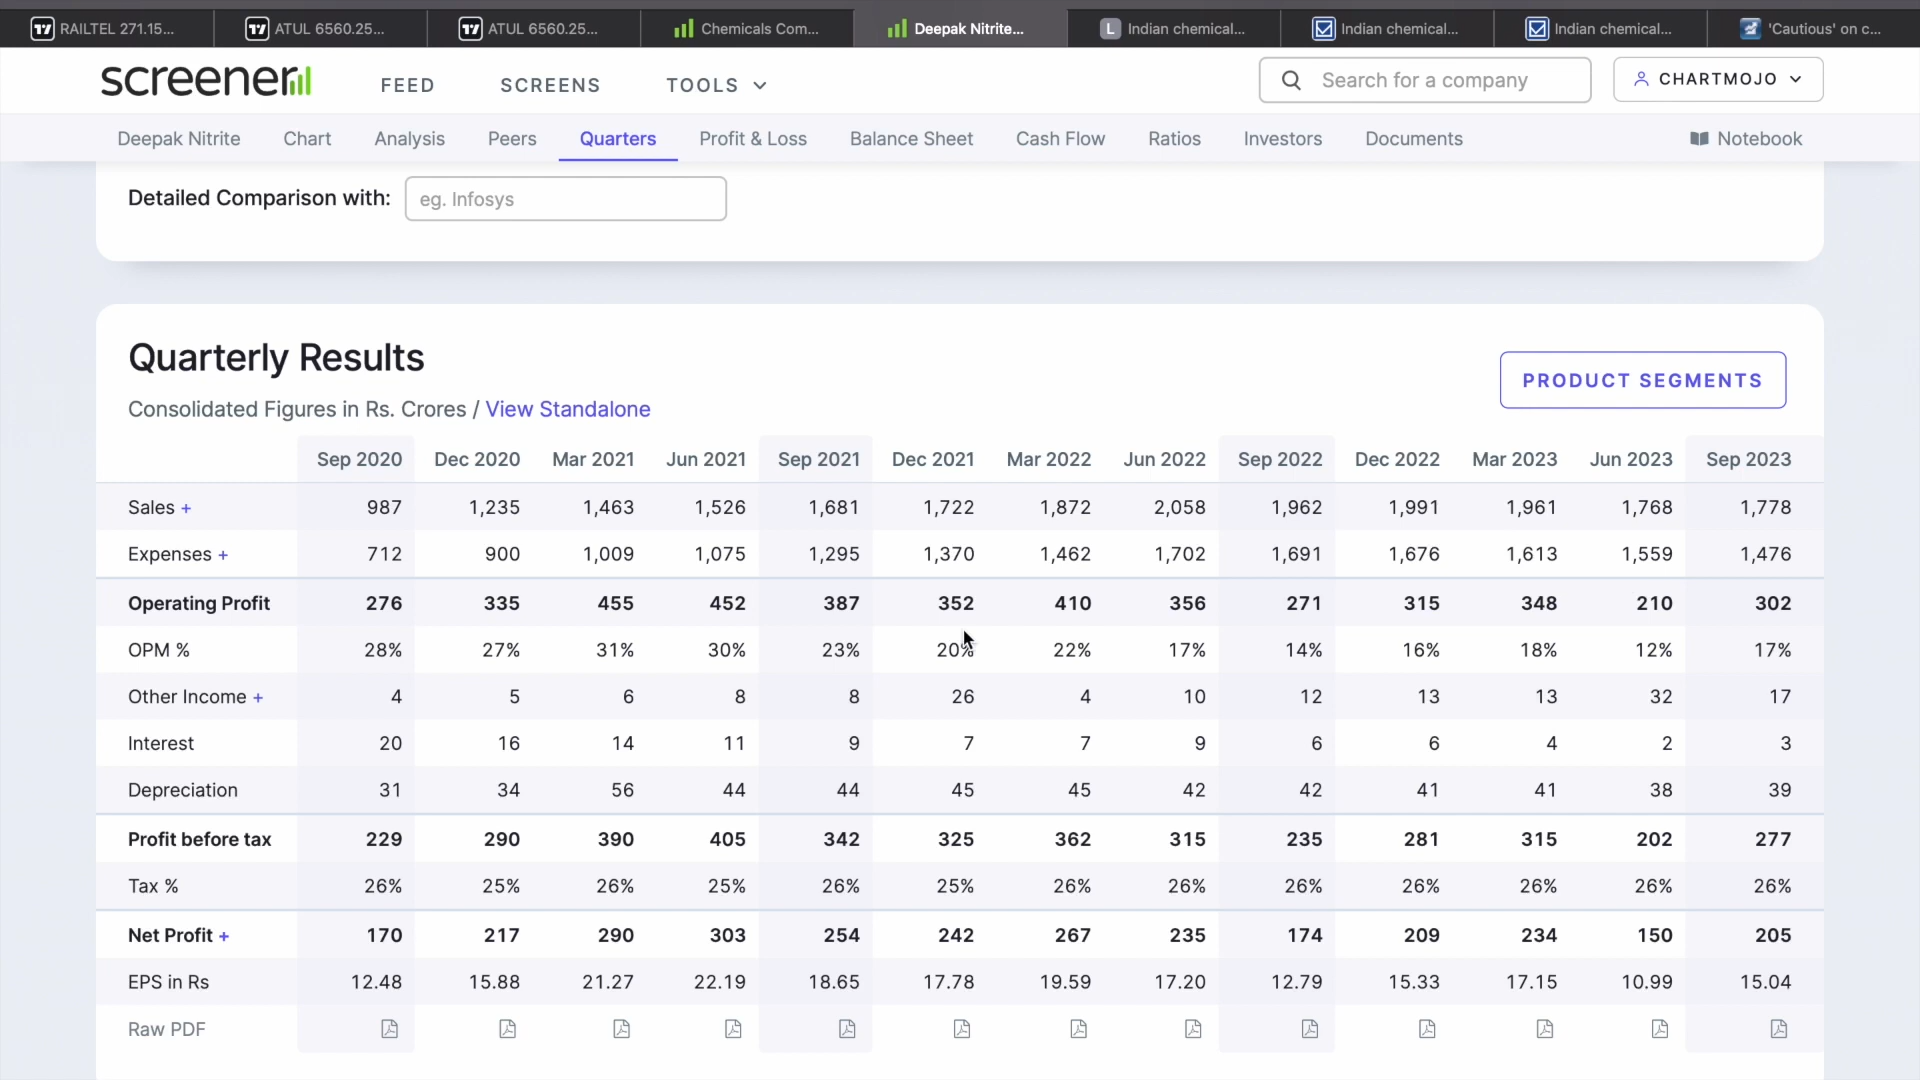 RAILTEL 271.15...
ATUL 6560.25...
ATUL 6560.25...
Chemicals Com...
Deepak Nitrite...
L Indian chemical...
Indian chemical...
Indian chemical...
'Cautious' on c...
screener
FEED
SCREENS
TOOLS
Search for a company
CHARTMOJO
Deepak Nitrite
Chart
Analysis
Peers
Quarters
Profit & Loss
Balance Sheet
Cash Flow
Ratios
Investors
Documents
Notebook
Detailed Comparison with: eg. Infosys
Quarterly Results
PRODUCT SEGMENTS
Consolidated Figures in Rs. Crores / View Standalone
Sep 2020 Dec 2020 Mar 2021 Jun 2021 Sep 2021 Dec 2021 Mar 2022 Jun 2022 Sep 2022 Dec 2022 Mar 2023 Jun 2023 Sep 2023
Sales + 987 1,235 1,463 1,526 1,681 1,722 1,872 2,058 1,962 1,991 1,961 1,768 1,778
Expenses + 712 900 1,009 1,075 1,295 1,370 1,462 1,702 1,691 1,676 1,613 1,559 1,476
Operating Profit 276 335 455 452 387 352 410 356 271 315 348 210 302
OPM % 28% 27% 31% 30% 23% 20% 22% 17% 14% 16% 18% 12% 17%
Other Income + 4 5 6 8 8 26 4 10 12 13 13 32 17
Interest 20 16 14 11 9 7 7 9 6 6 4 2 3
Depreciation 31 34 56 44 44 45 45 42 42 41 41 38 39
Profit before tax 229 290 390 405 342 325 362 315 235 281 315 202 277
Tax % 26% 25% 26% 25% 26% 25% 26% 26% 26% 26% 26% 26% 26%
Net Profit + 170 217 290 303 254 242 267 235 174 209 234 150 205
EPS in Rs 12.48 15.88 21.27 22.19 18.65 17.78 19.59 17.20 12.79 15.33 17.15 10.99 15.04
Raw PDF